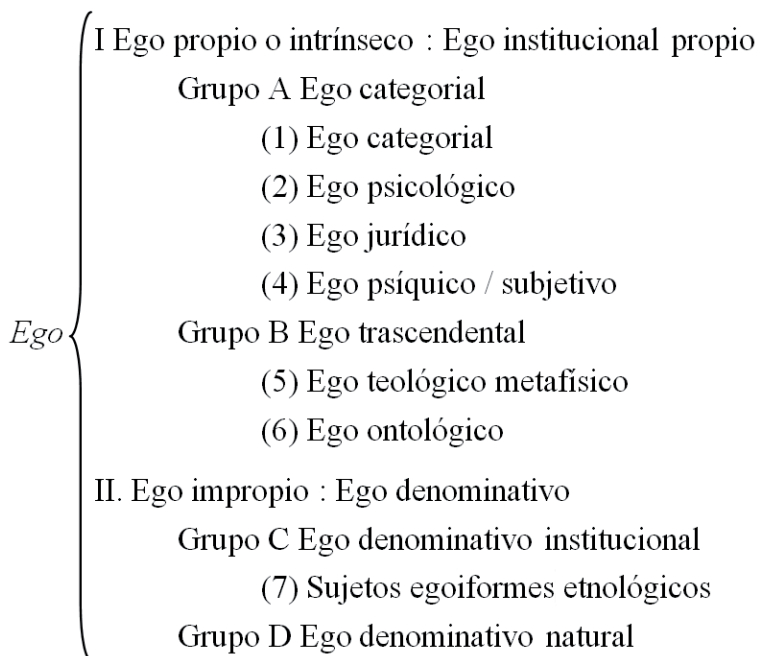 I Ego propio o intrínseco : Ego institucional propio
Grupo A Ego categorial
(1) Ego categorial
(2) Ego psicológico
(3) Ego jurídico
(4) Ego psíquico / subjetivo
Ego
Grupo B Ego trascendental
(5) Ego teológico metafísico
(6) Ego ontológico
II. Ego impropio : Ego denominativo
Grupo C Ego denominativo institucional
(7) Sujetos egoiformes etnológicos
Grupo D Ego denominativo natural